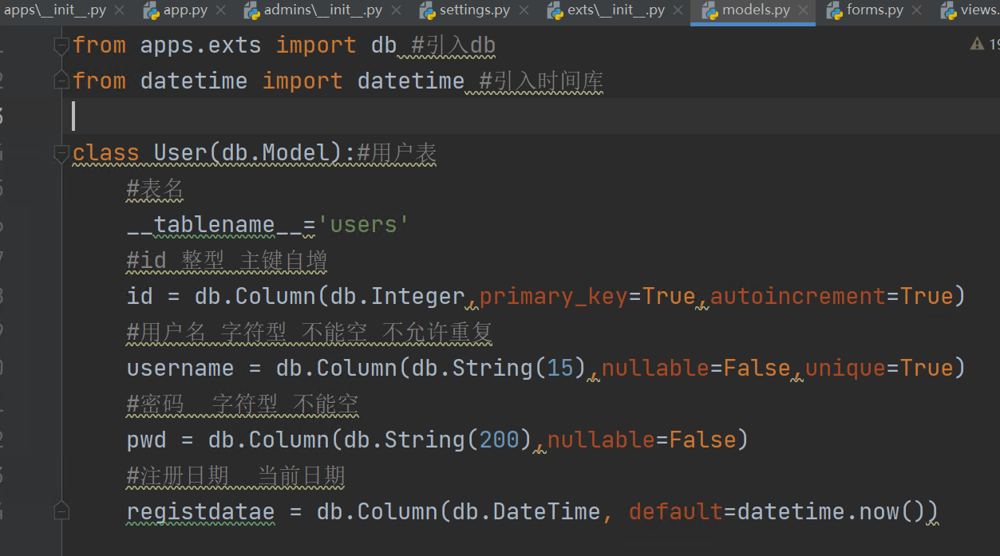 apps\__init__.py app.py admins\__init__.py settings.py exts\__init__.py models.py forms.py views.
from apps.exts import db #引入db
from datetime import datetime #引入时间库
class User(db.Model):#用户表
#表名
__tablename__='users'
#id 整型 主键自增
id = db.Column(db.Integer,primary_key=True,autoincrement=True)
#用户名 字符型 不能空 不允许重复
username = db.Column(db.String(15),nullable=False,unique=True)
#密码  字符型 不能空
pwd = db.Column(db.String(200),nullable=False)
#注册日期  当前日期
registdatae = db.Column(db.DateTime, default=datetime.now())